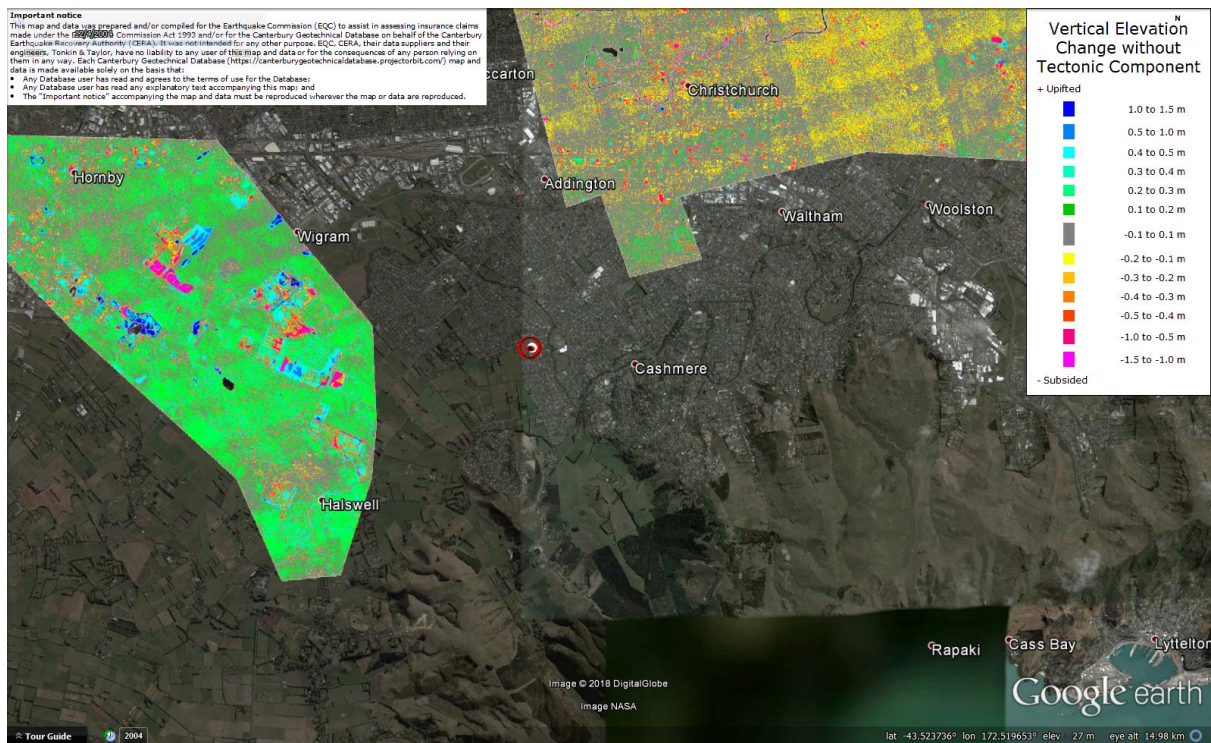 Important notice
This map and data was prepared and/or compiled for the Earthquake Commission (EQC) to assist in assessing insurance claims
made under the Commission Act 1993 and/or for the Canterbury Geotechnical Database on behalf of the Canterbury
Earthquake Recovery Authority (CERA). It was not intended for any other purpose. EQC, CERA, their data suppliers and their
engineers, Tonkin & Taylor, have no liability to any user of this map and data or for the consequences of any person relying on
them in any way. Each Canterbury Geotechnical Database (https://canterburygeotechnicaldatabase.projectorbit.com/) map and
data is made available solely on the basis that:
• Any Database user has read and agrees to the terms of use for the Database;
• Any Database user has read any explanatory text accompanying this map; and
• The "Important notice" accompanying the map and data must be reproduced wherever the map or data are reproduced.
N
Vertical Elevation
Change without
Tectonic Component
+ Upifted
1.0 to 1.5 m
0.5 to 1.0 m
0.4 to 0.5 m
0.3 to 0.4 m
0.2 to 0.3 m
0.1 to 0.2 m
-0.1 to 0.1 m
-0.2 to -0.1 m
-0.3 to -0.2 m
-0.4 to -0.3 m
-0.5 to -0.4 m
-1.0 to -0.5 m
-1.5 to -1.0 m
- Subsided
ccarton
Christchurch
Hornby
Addington
Waltham
Woolston
Wigram
Cashmere
Halswell
Rapaki
Cass Bay
Lyttelton
Image © 2018 DigitalGlobe
Image NASA
Google earth
Tour Guide
2004
lat -43.523736° lon 172.519653° elev 27 m eye alt 14.98 km